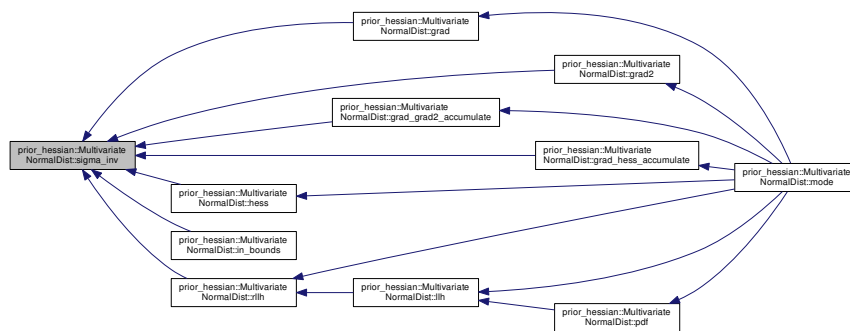 prior_hessian::Multivariate
NormalDist::grad
prior_hessian::Multivariate
NormalDist::grad2
prior_hessian::Multivariate
NormalDist::grad_grad2_accumulate
prior_hessian::Multivariate
NormalDist::sigma_inv
prior_hessian::Multivariate
NormalDist::grad_hess_accumulate
prior_hessian::Multivariate
NormalDist::mode
prior_hessian::Multivariate
NormalDist::hess
prior_hessian::Multivariate
NormalDist::in_bounds
prior_hessian::Multivariate
NormalDist::rllh
prior_hessian::Multivariate
NormalDist::llh
prior_hessian::Multivariate
NormalDist::pdf